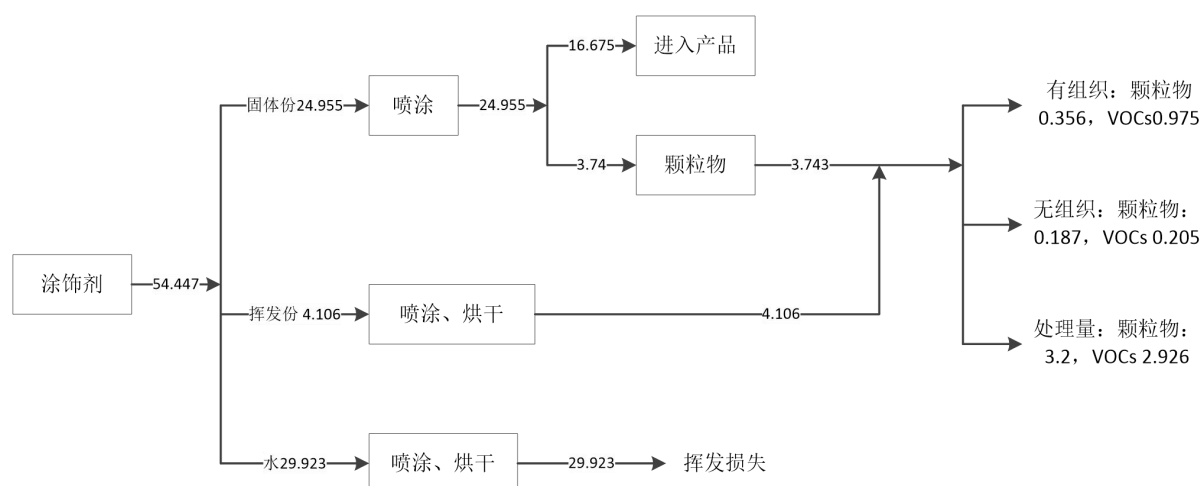 16.675
进入产品
固体份24.955
喷涂
24.955
3.74
颗粒物
3.743
有组织：颗粒物
0.356，VOCs0.975
无组织：颗粒物：
0.187，VOCs 0.205
涂饰剂
54.447
挥发份 4.106
喷涂、烘干
4.106
处理量：颗粒物：
3.2，VOCs 2.926
水29.923
喷涂、烘干
29.923
挥发损失